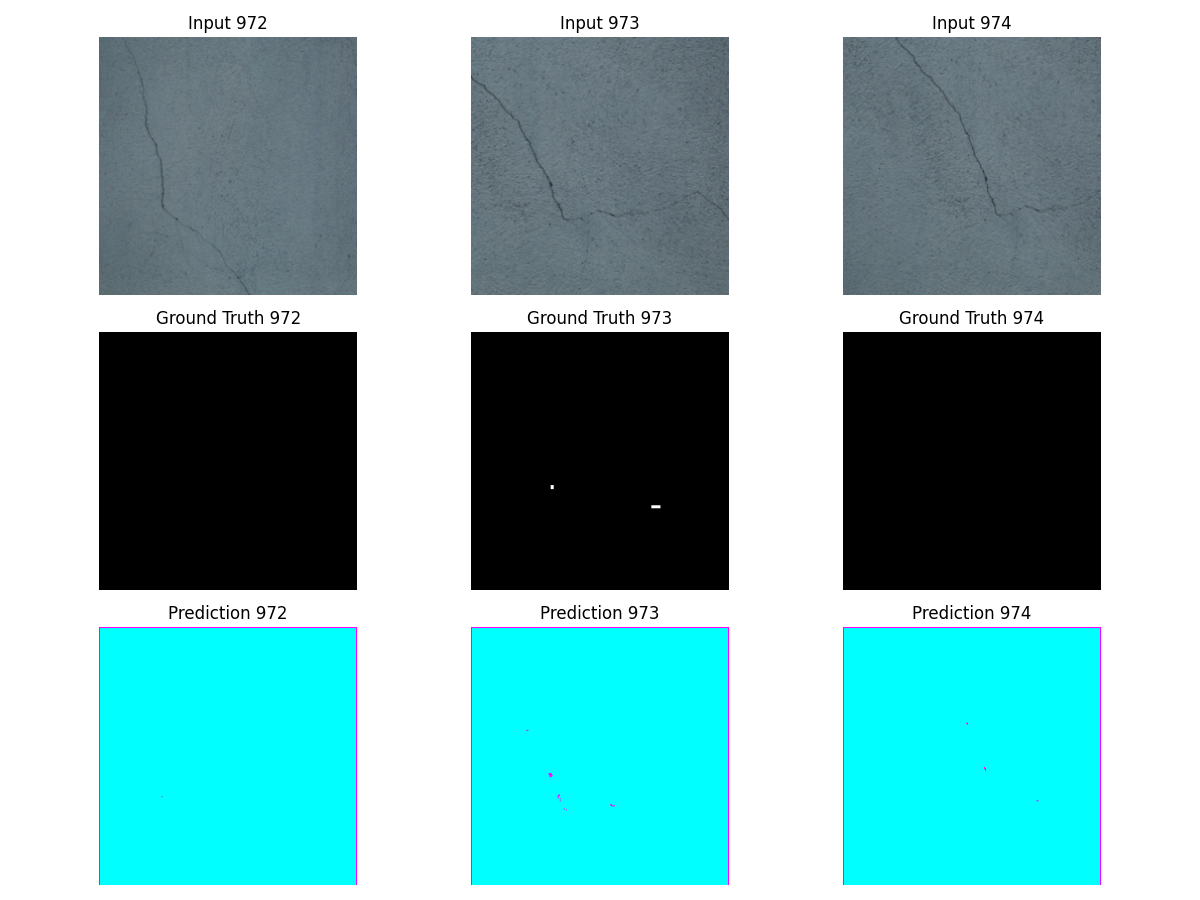 Input 972
Input 973
Input 974
Ground Truth 972
Ground Truth 973
Ground Truth 974
Prediction 972
Prediction 973
Prediction 974